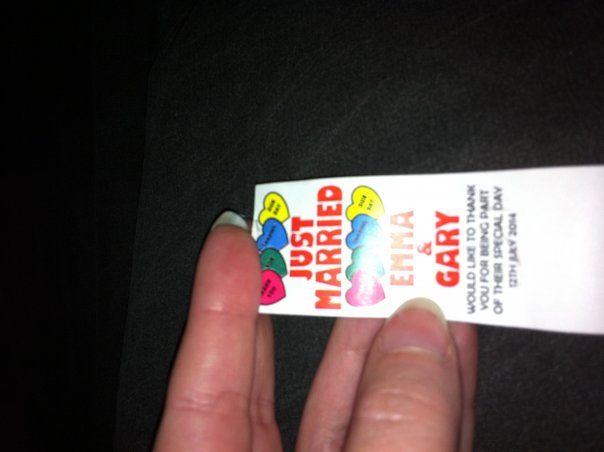 JUST
MARRIED
EMMA
&
GARY
WOULD LIKE TO THANK
YOU FOR BEING PART
OF THEIR SPECIAL DAY
12TH JULY 2014